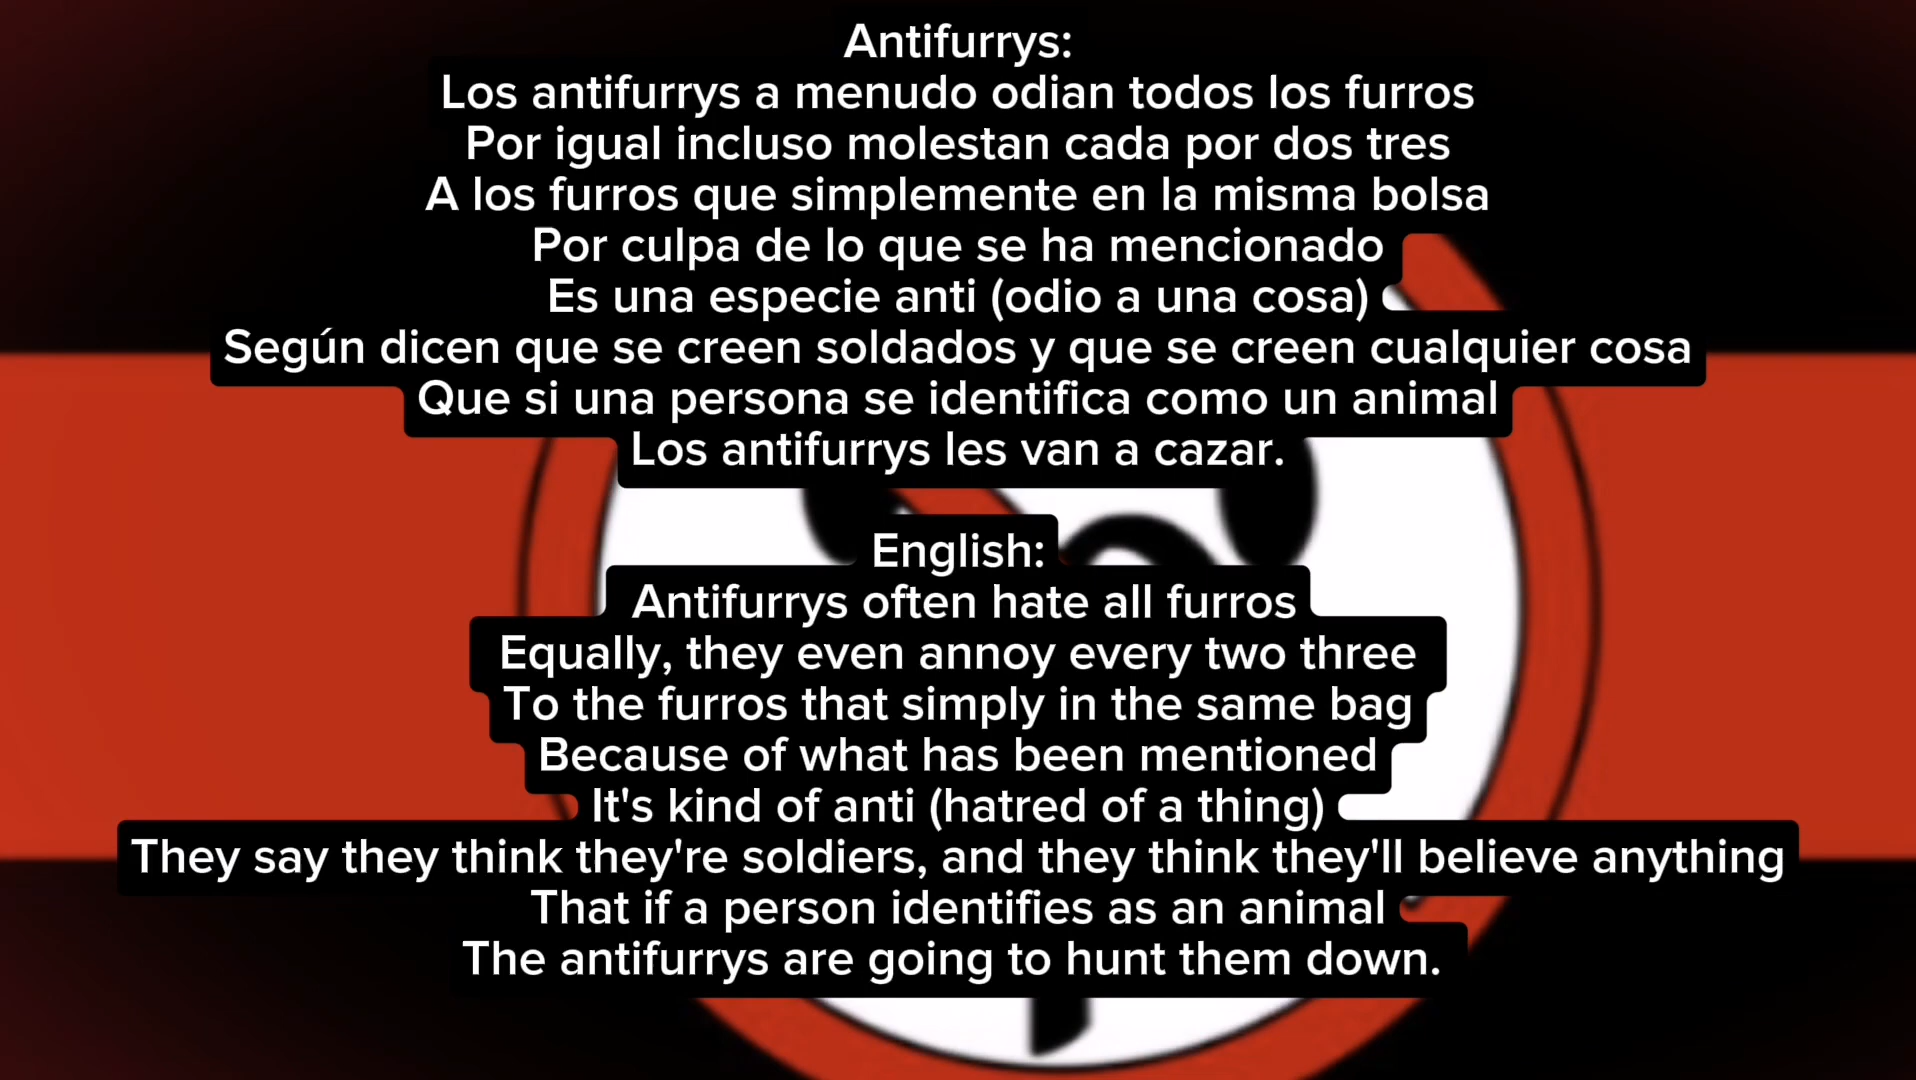 Antifurrys:
Los antifurrys a menudo odian todos los furros
Por igual incluso molestan cada por dos tres
A los furros que simplemente en la misma bolsa
Por culpa de lo que se ha mencionado
Es una especie anti (odio a una cosa)
Según dicen que se creen soldados y que se creen cualquier cosa
Que si una persona se identifica como un animal
Los antifurrys les van a cazar.
English:
Antifurrys often hate all furros
Equally, they even annoy every two three
To the furros that simply in the same bag
Because of what has been mentioned
It's kind of anti (hatred of a thing)
They say they think they're soldiers, and they think they'll believe anything
That if a person identifies as an animal
The antifurrys are going to hunt them down.